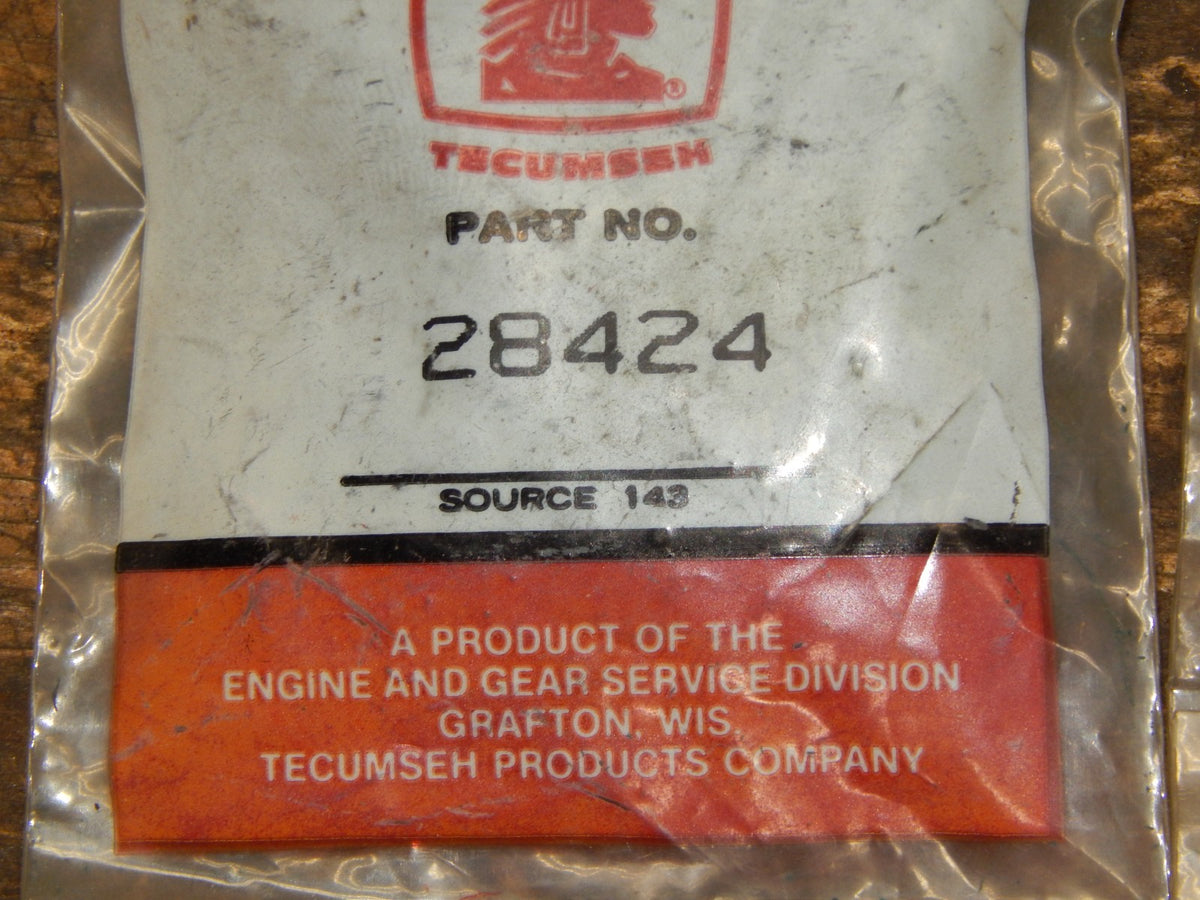 ®
TECUMSEH
PART NO.
28424
SOURCE 143
A PRODUCT OF THE
ENGINE AND GEAR SERVICE DIVISION
GRAFTON, WIS.
TECUMSEH PRODUCTS COMPANY